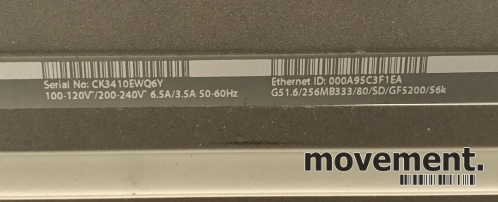 Serial No: CK3410EWQ6Y
100-120V~/200-240V~ 6.5A/3.5A 50-60Hz
Ethernet ID: 000A95C3F1EA
G51.6/256MB333/80/SD/GF5200/56k
movement.